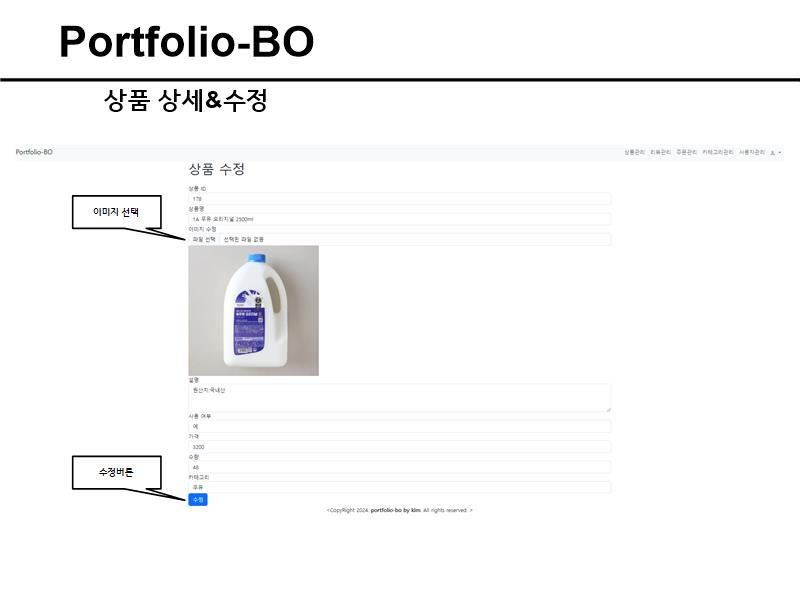 Portfolio-BO
상품 상세&수정
Portfolio-BO
상품관리 리뷰관리 주문관리 카테고리관리 사용자관리
상품 수정
상품 ID
178
상품명
1A 우유 오리지널 2300ml
이미지 수정
이미지 선택
파일 선택 선택된 파일 없음
설명
원산지:국내산
사용 여부
예
가격
3200
수량
48
카테고리
우유
수정버튼
수정
<CopyRight 2024. portfolio-bo by kim. All rights reserved. >